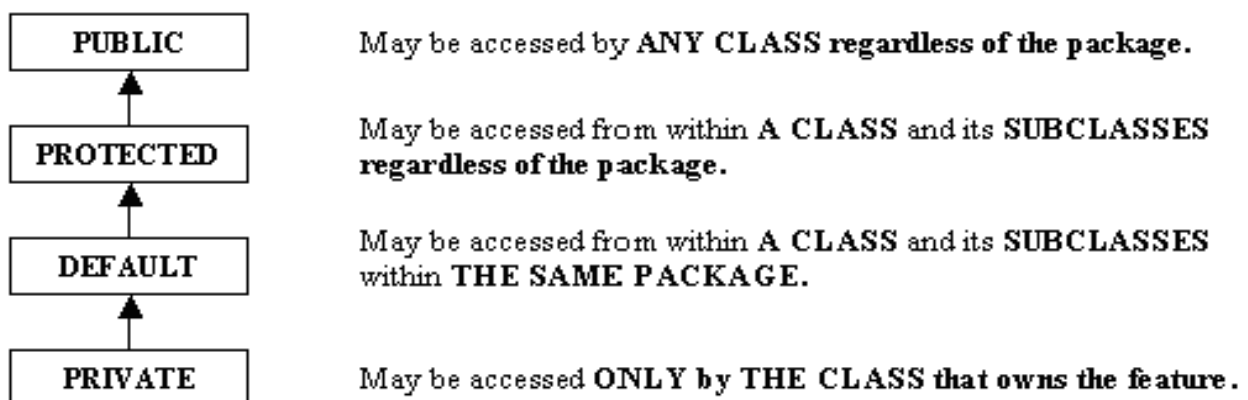 PUBLIC
May be accessed by ANY CLASS regardless of the package.
PROTECTED
May be accessed from within A CLASS and its SUBCLASSES
regardless of the package.
DEFAULT
May be accessed from within A CLASS and its SUBCLASSES
within THE SAME PACKAGE.
PRIVATE
May be accessed ONLY by THE CLASS that owns the feature.